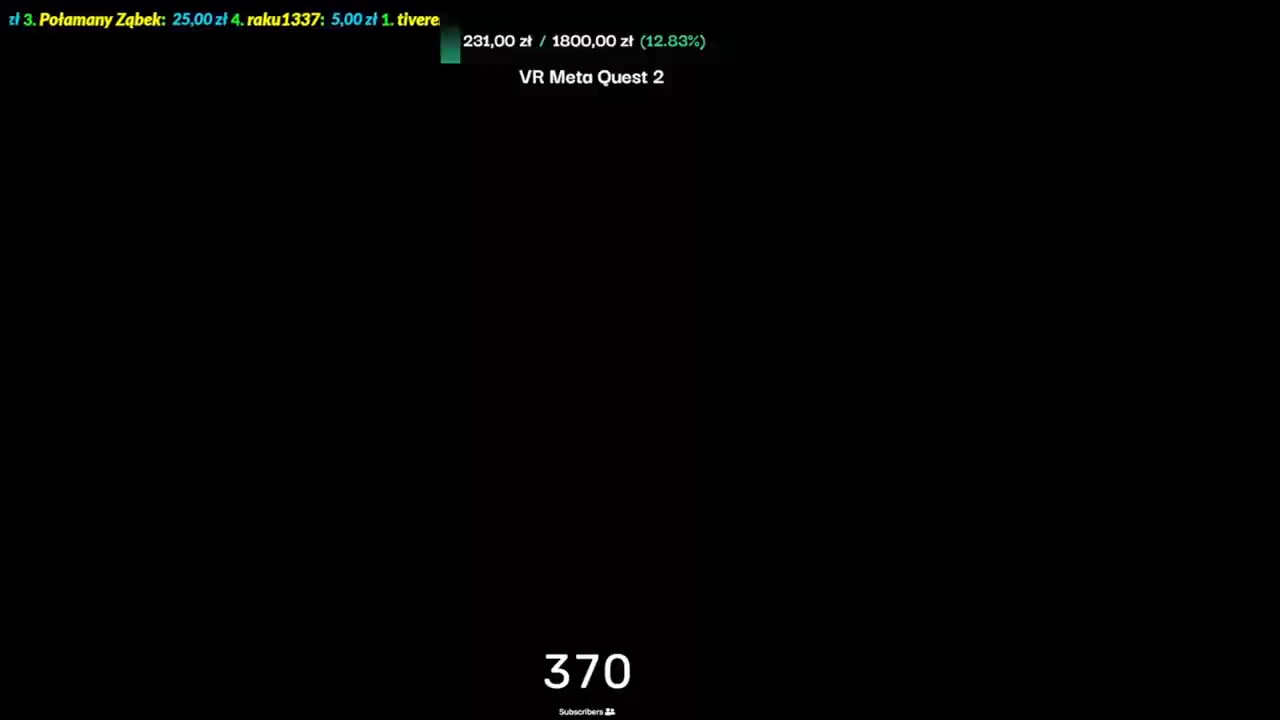 zł 3. Połamany Ząbek: 25,00 zł 4. raku1337: 5,00 zł 1. tivere
231,00 zł / 1800,00 zł (12.83%)
VR Meta Quest 2
370
Subscribers